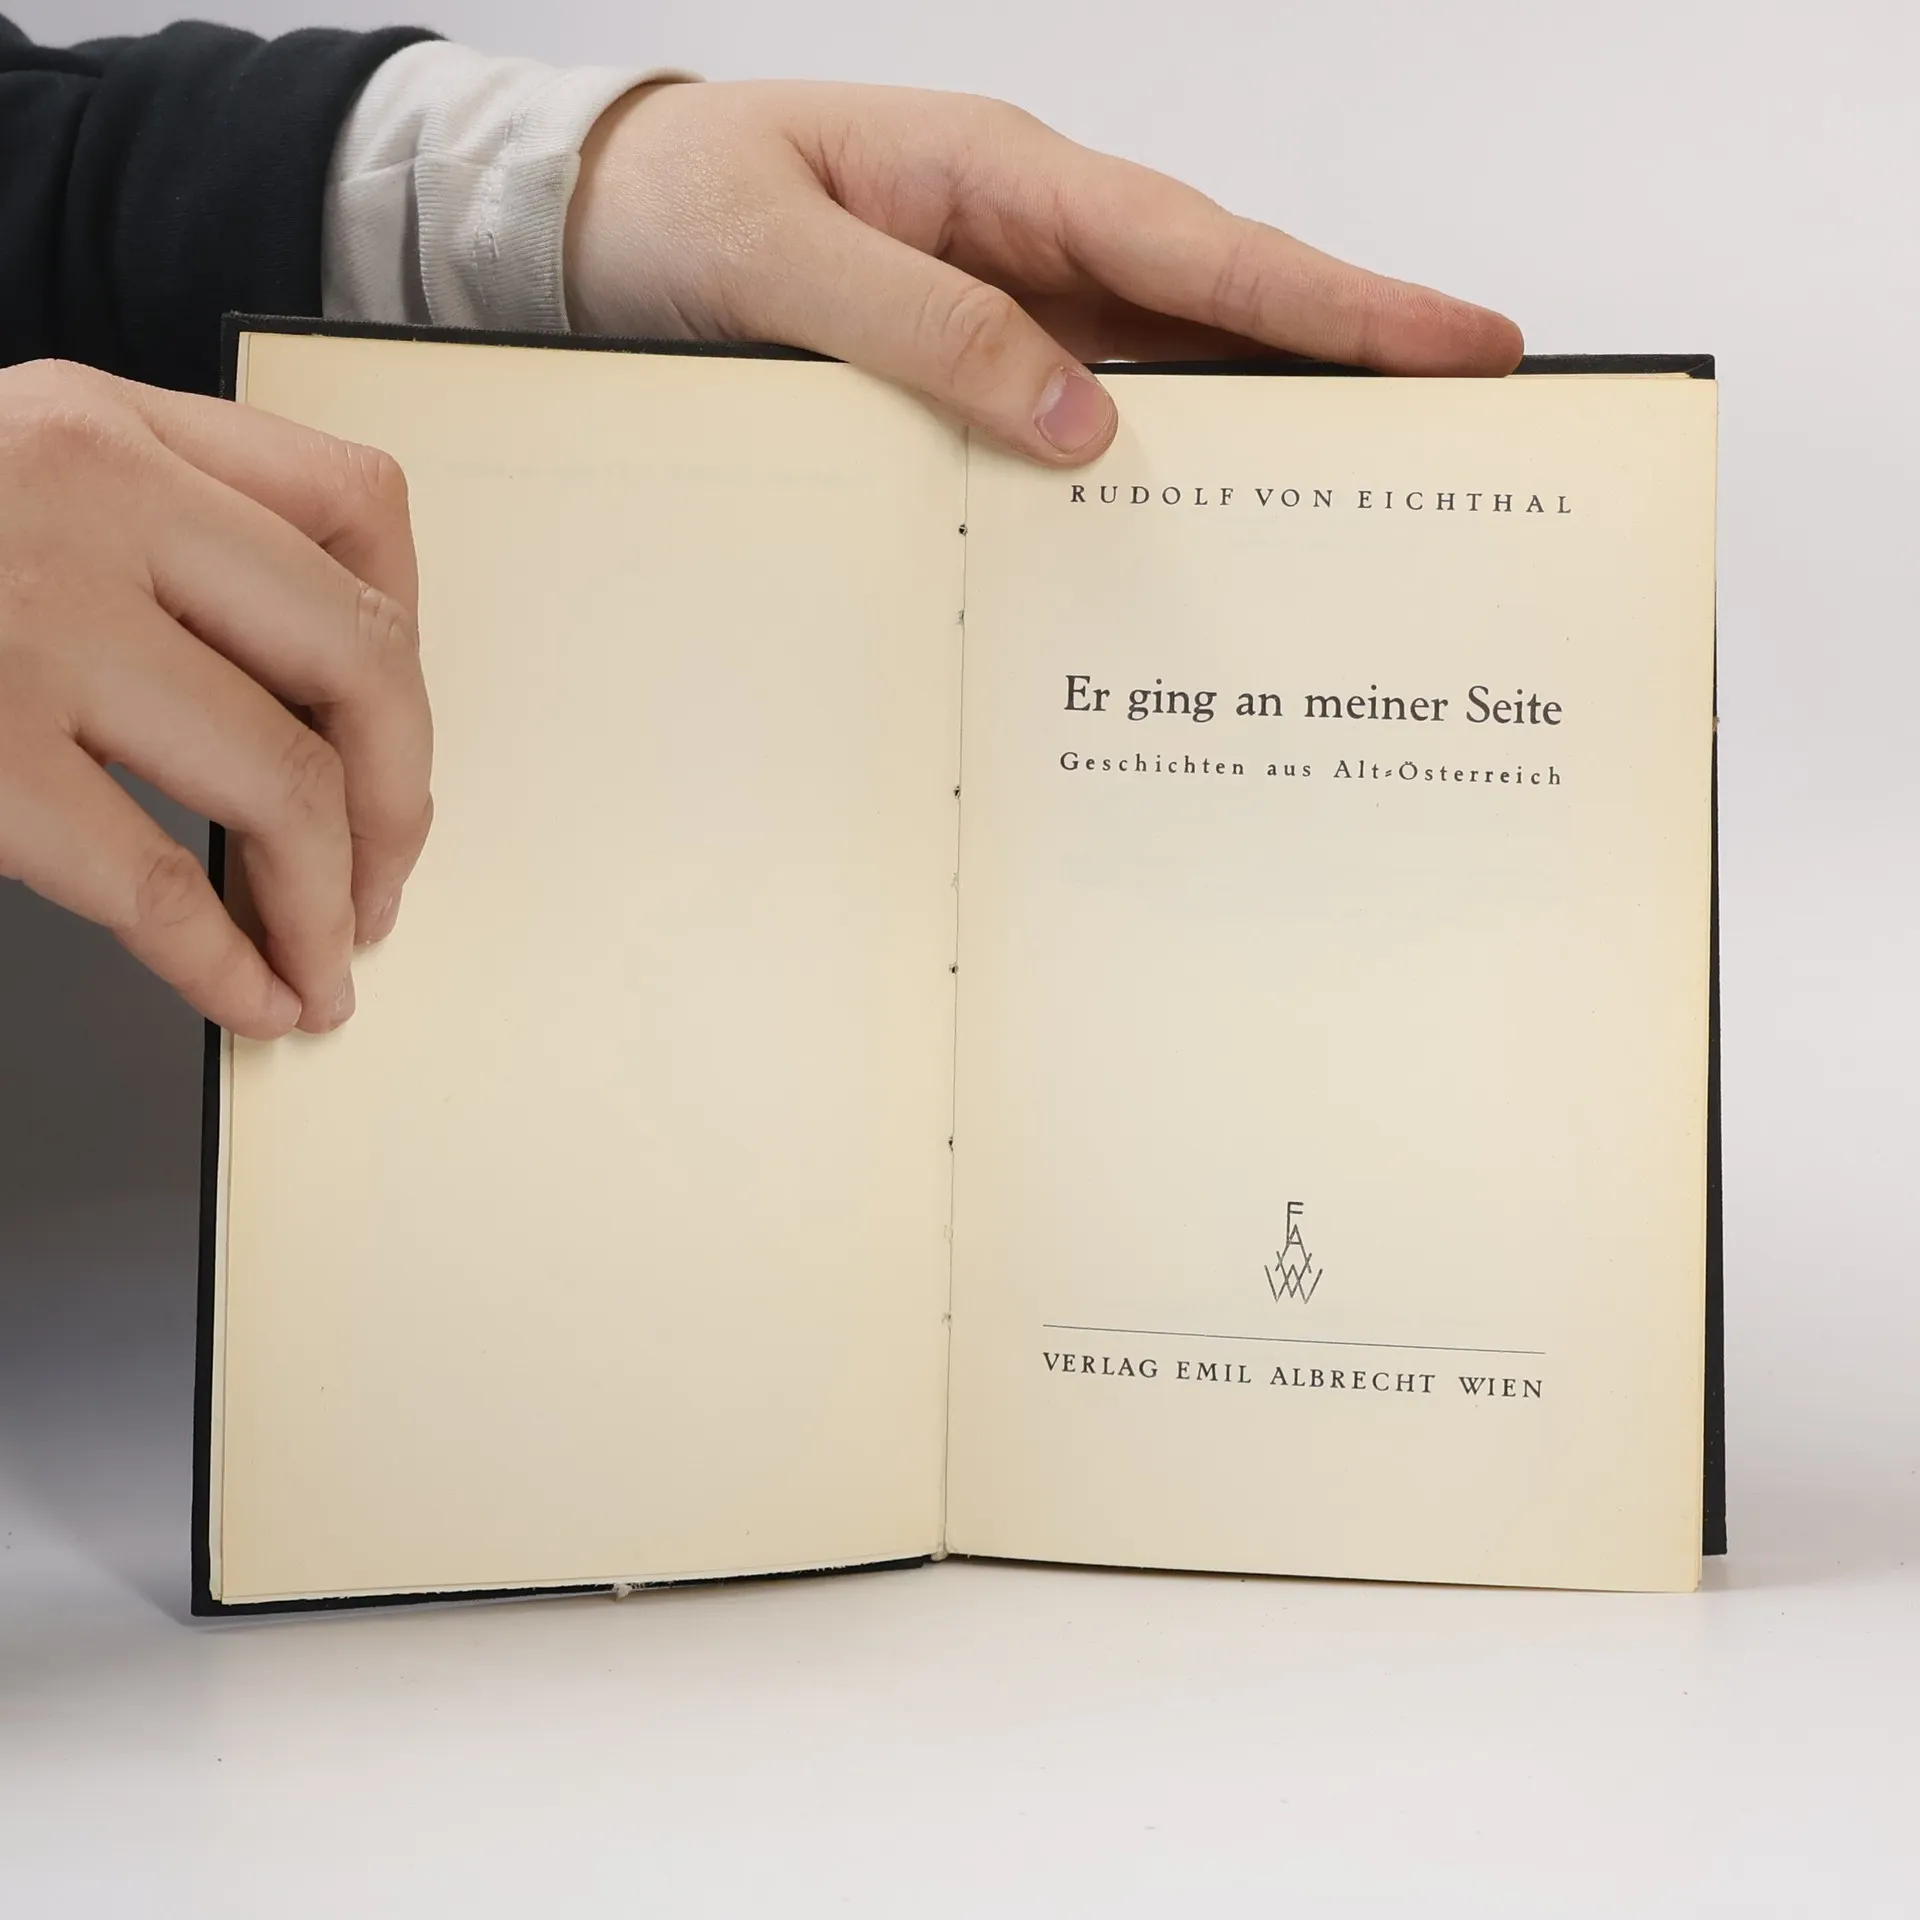 RUDOLF VON EICHTHAL
Er ging an meiner Seite
Geschichten aus Alt-Österreich
F
A
W
VERLAG EMIL ALBRECHT WIEN